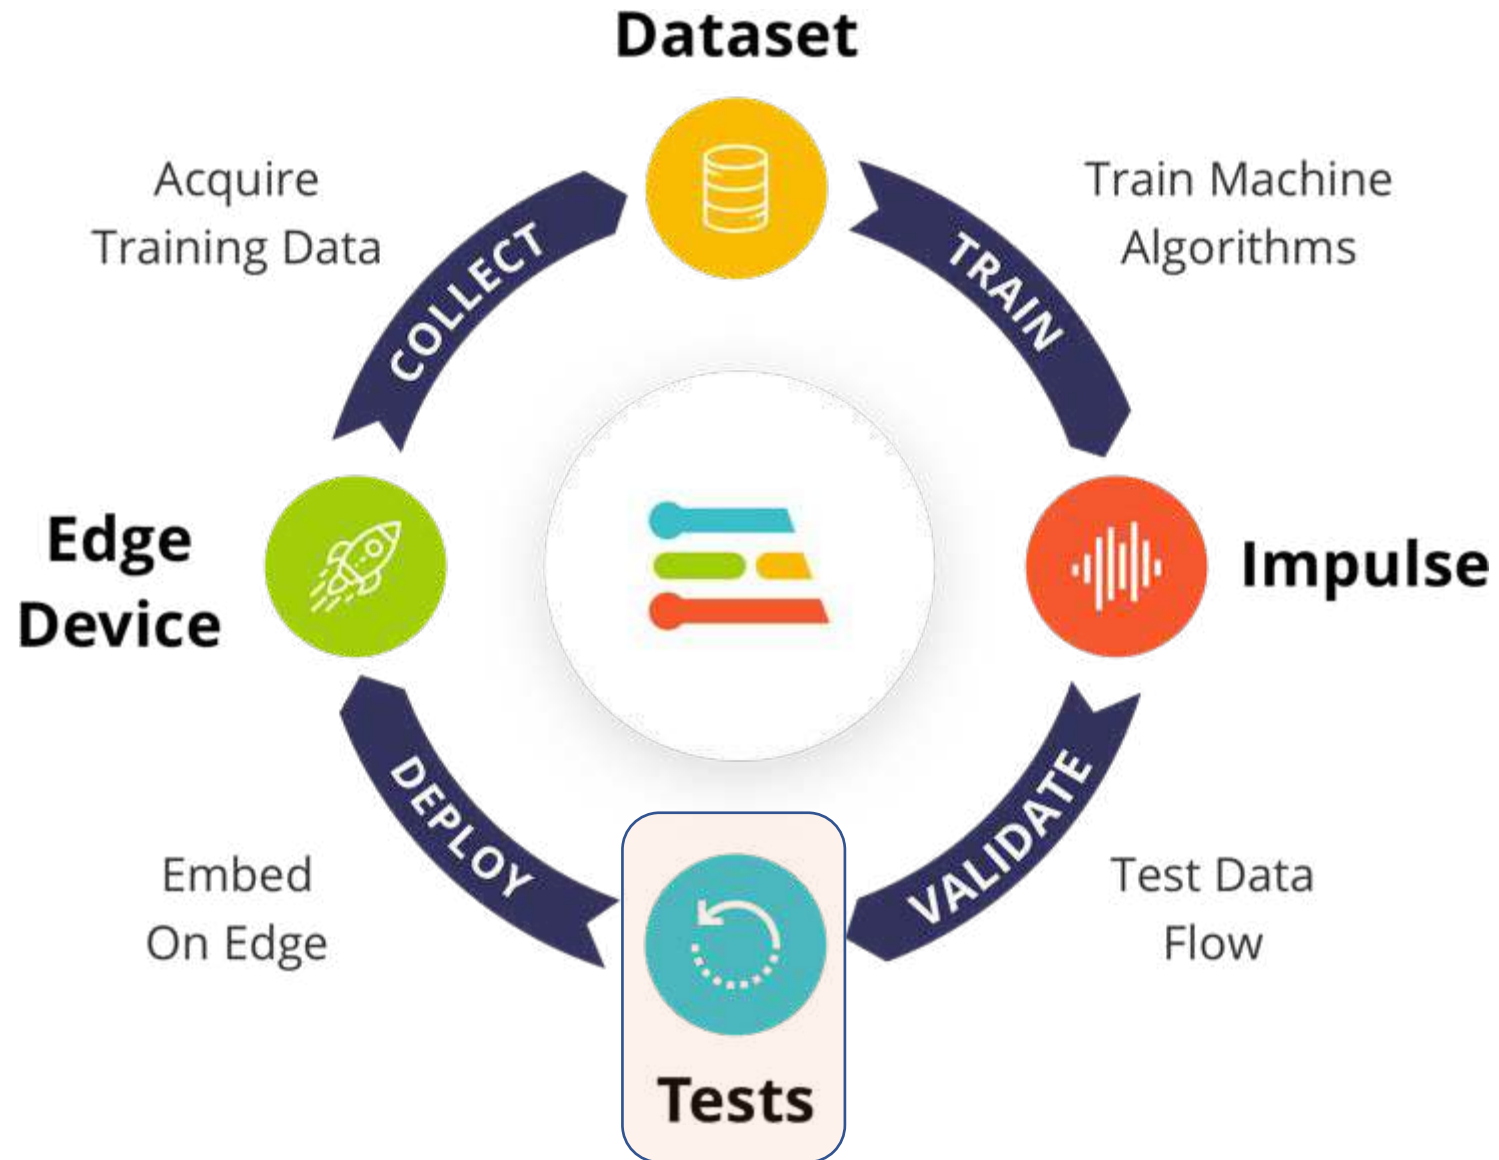 Dataset
Acquire
Training Data
COLLECT
TRAIN
Train Machine
Algorithms
Edge
Device
Impulse
DEPLOY
VALIDATE
Embed
On Edge
Test Data
Flow
Tests